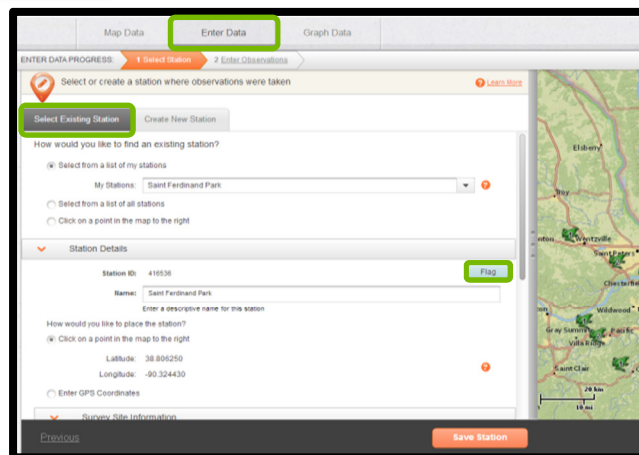 Map Data Enter Data Graph Data
ENTER DATA PROGRESS: 1 Select Station 2 Enter Observations
Select or create a station where observations were taken Learn More
Select Existing Station Create New Station
How would you like to find an existing station?
Select from a list of my stations
My Stations: Saint Ferdinand Park
Select from a list of all stations
Click on a point in the map to the right
Station Details
Station ID: 416536 Flag
Name: Saint Ferdinand Park
Enter a descriptive name for this station
How would you like to place the station?
Click on a point in the map to the right
Latitude: 38.806250
Longitude: -90.324430
Enter GPS Coordinates
Survey Site Information
Previous Save Station
Elsberry
Troy
Wentzville
Saint Peters
Chesterfiel
Wildwood
Gray Summit Pacific
Villa Ridge
Saint Clair
20 km
10 mi